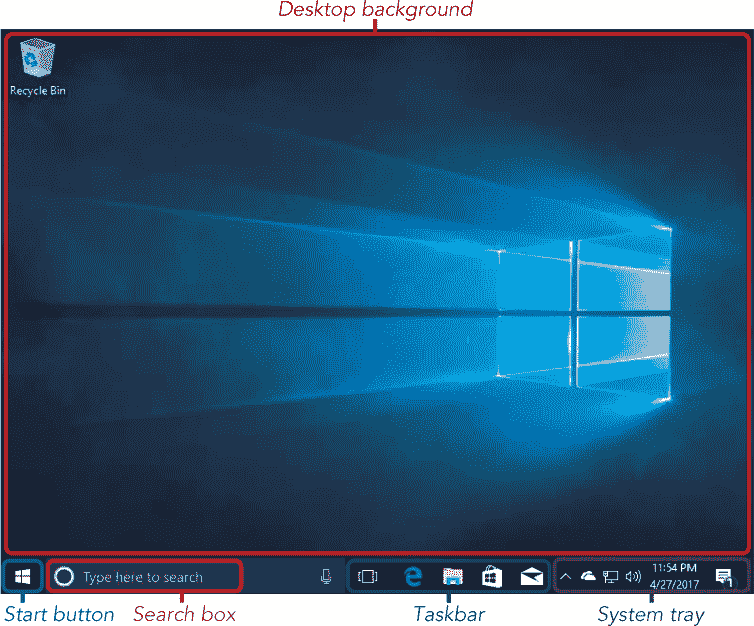 Desktop background
Recycle Bin
Type here to search
11:54 PM
4/27/2017
Start button
Search box
Taskbar
System tray